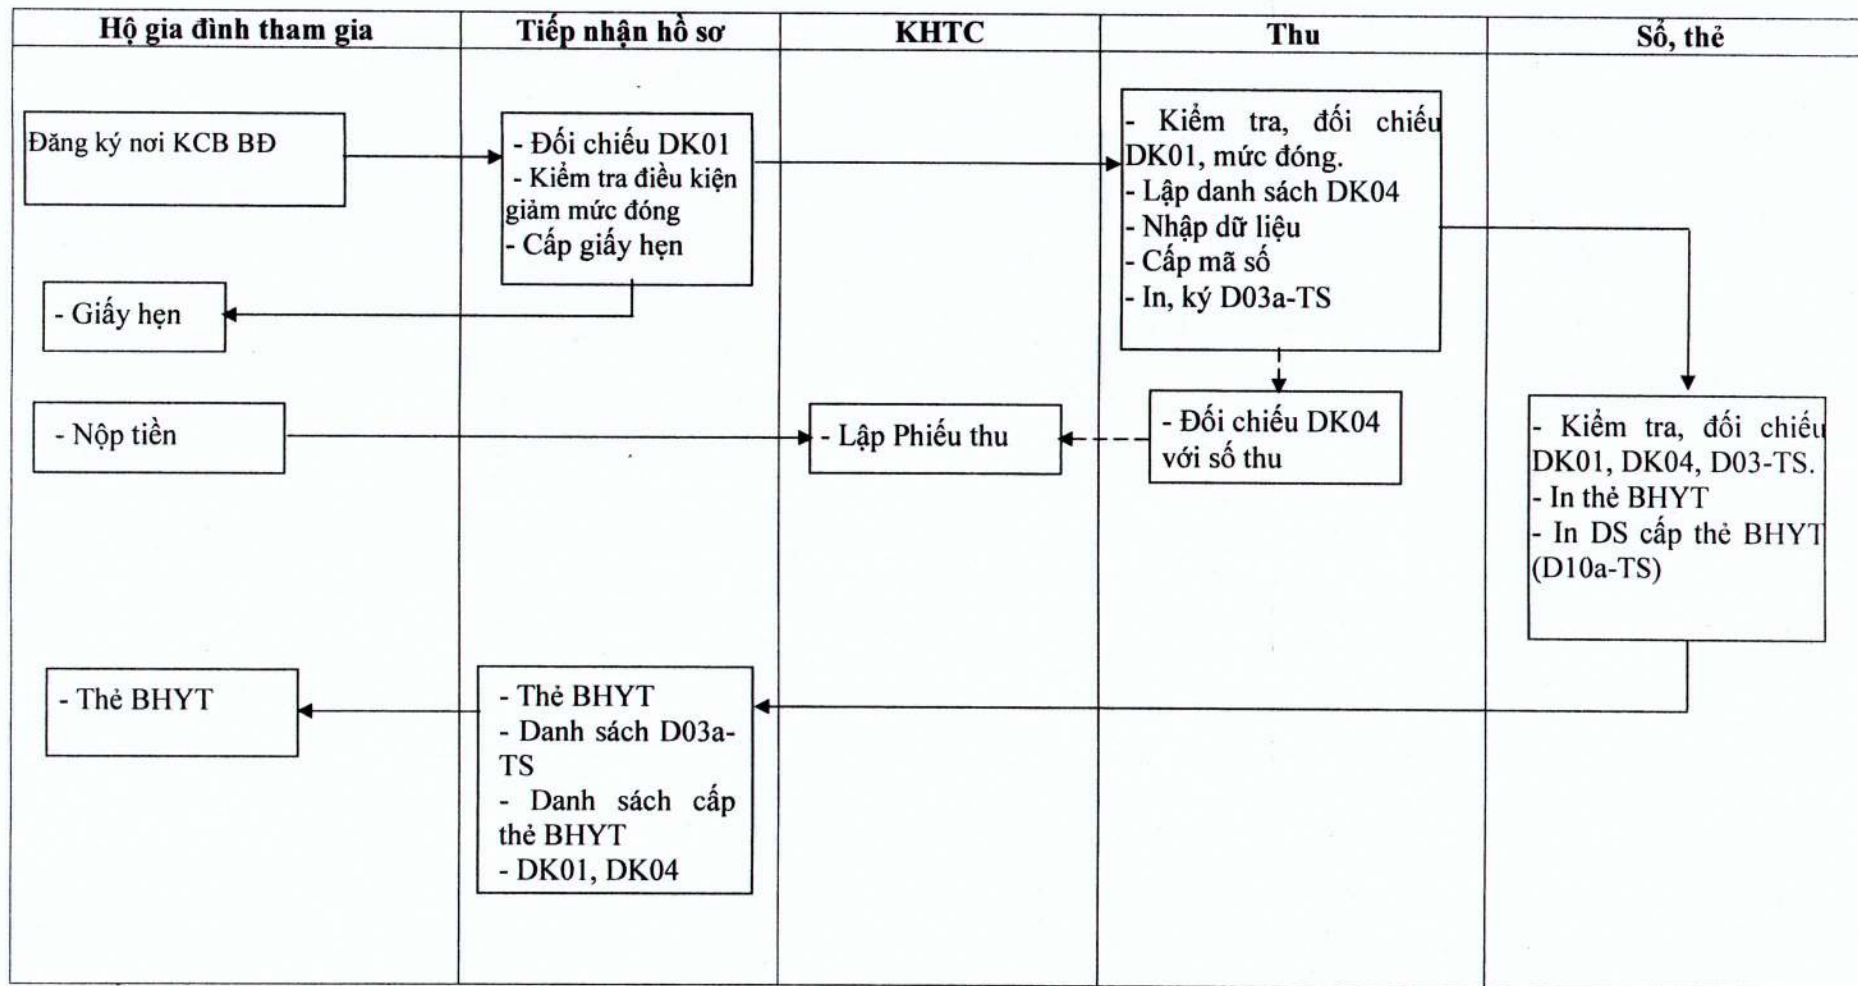 Hộ gia đình tham gia
Tiếp nhận hồ sơ
KHTC
Thu
Sổ, thẻ
Đăng ký nơi KCB BĐ
- Đối chiếu DK01
- Kiểm tra điều kiện
giảm mức đóng
- Cấp giấy hẹn
- Kiểm tra, đối chiếu
DK01, mức đóng.
- Lập danh sách DK04
- Nhập dữ liệu
- Cấp mã số
- In, ký D03a-TS
- Giấy hẹn
- Nộp tiền
- Lập Phiếu thu
- Đối chiếu DK04
với số thu
- Kiểm tra, đối chiếu
DK01, DK04, D03-TS.
- In thẻ BHYT
- In DS cấp thẻ BHYT
(D10a-TS)
- Thẻ BHYT
- Thẻ BHYT
- Danh sách D03a-
TS
- Danh sách cấp
thẻ BHYT
- DK01, DK04